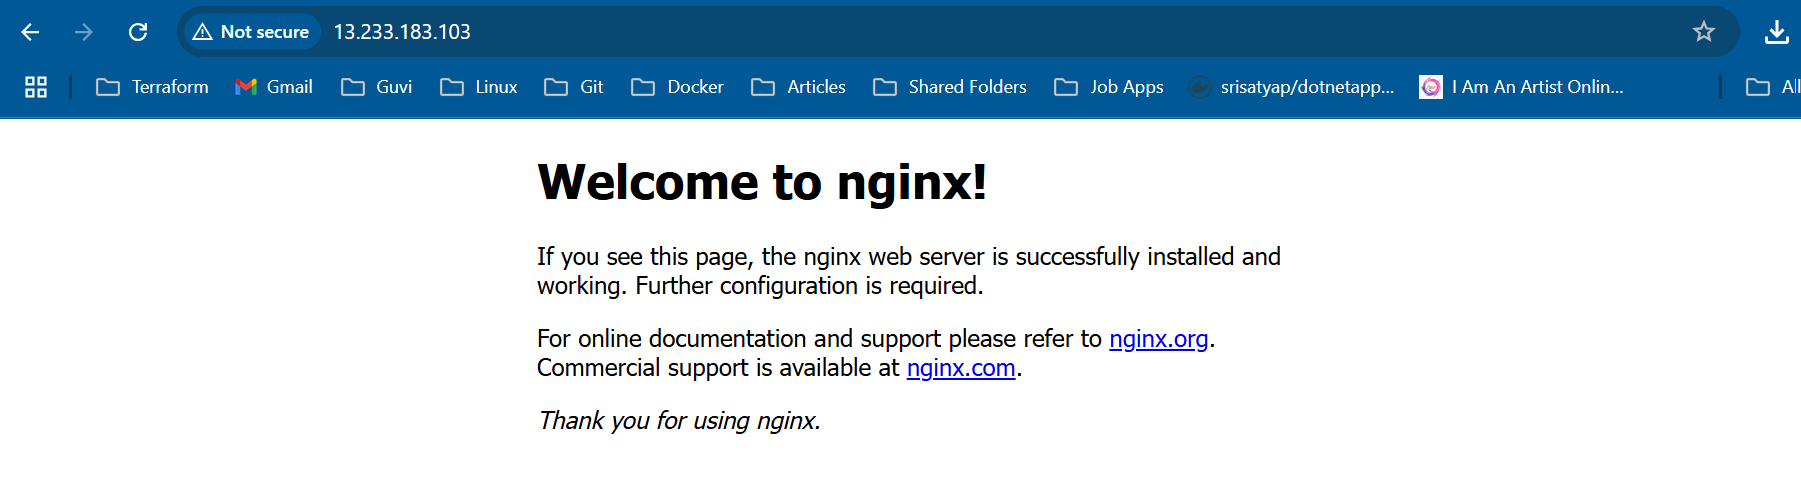 Not secure 13.233.183.103
Terraform Gmail Guvi Linux Git Docker Articles Shared Folders Job Apps srisatyap/dotnetapp... I Am An Artist Onlin... All
Welcome to nginx!
If you see this page, the nginx web server is successfully installed and
working. Further configuration is required.
For online documentation and support please refer to nginx.org.
Commercial support is available at nginx.com.
Thank you for using nginx.